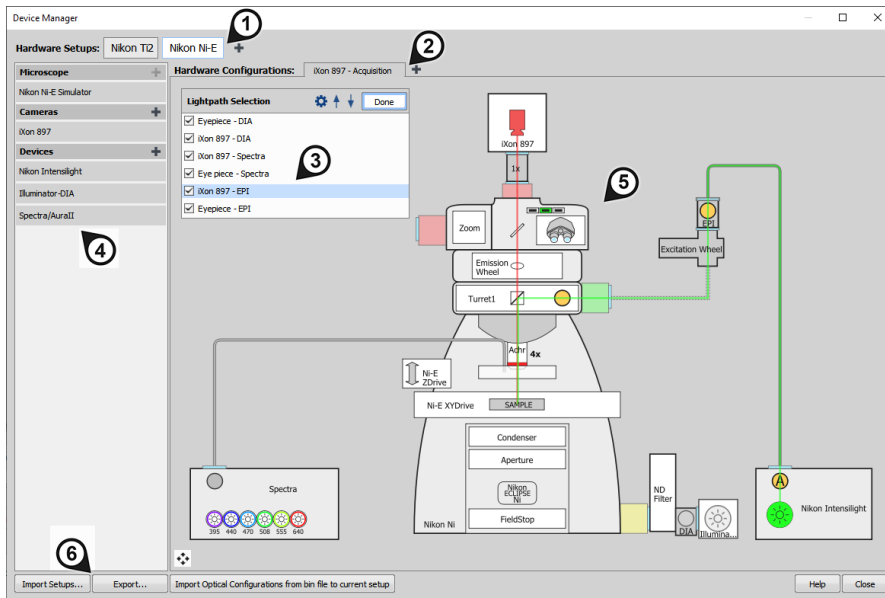 Device Manager
1
2
Hardware Setups: Nikon Ti2 Nikon Ni-E
Hardware Configurations: iXon 897 - Acquisition
Microscope
Nikon Ni-E Simulator
Cameras
iXon 897
Devices
Nikon Intensilight
Illuminator-DIA
Spectra/AuraII
4
Lightpath Selection Done
Eyepiece - DIA
iXon 897 - DIA
iXon 897 - Spectra
Eye piece - Spectra
iXon 897 - EPI
Eyepiece - EPI
3
iXon 897
1x
5
Zoom
EPI
Excitation Wheel
Emission
Wheel
Turret1
Achr 4x
Ni-E
ZDrive
Ni-E XYDrive SAMPLE
Condenser
Aperture
Nikon
ECLIPSE
Ni
FieldStop
Nikon Ni
Spectra
395 440 470 508 555 640
ND
Filter
DIA
Illumina...
A
Nikon Intensilight
6
Import Setups... Export... Import Optical Configurations from bin file to current setup Help Close